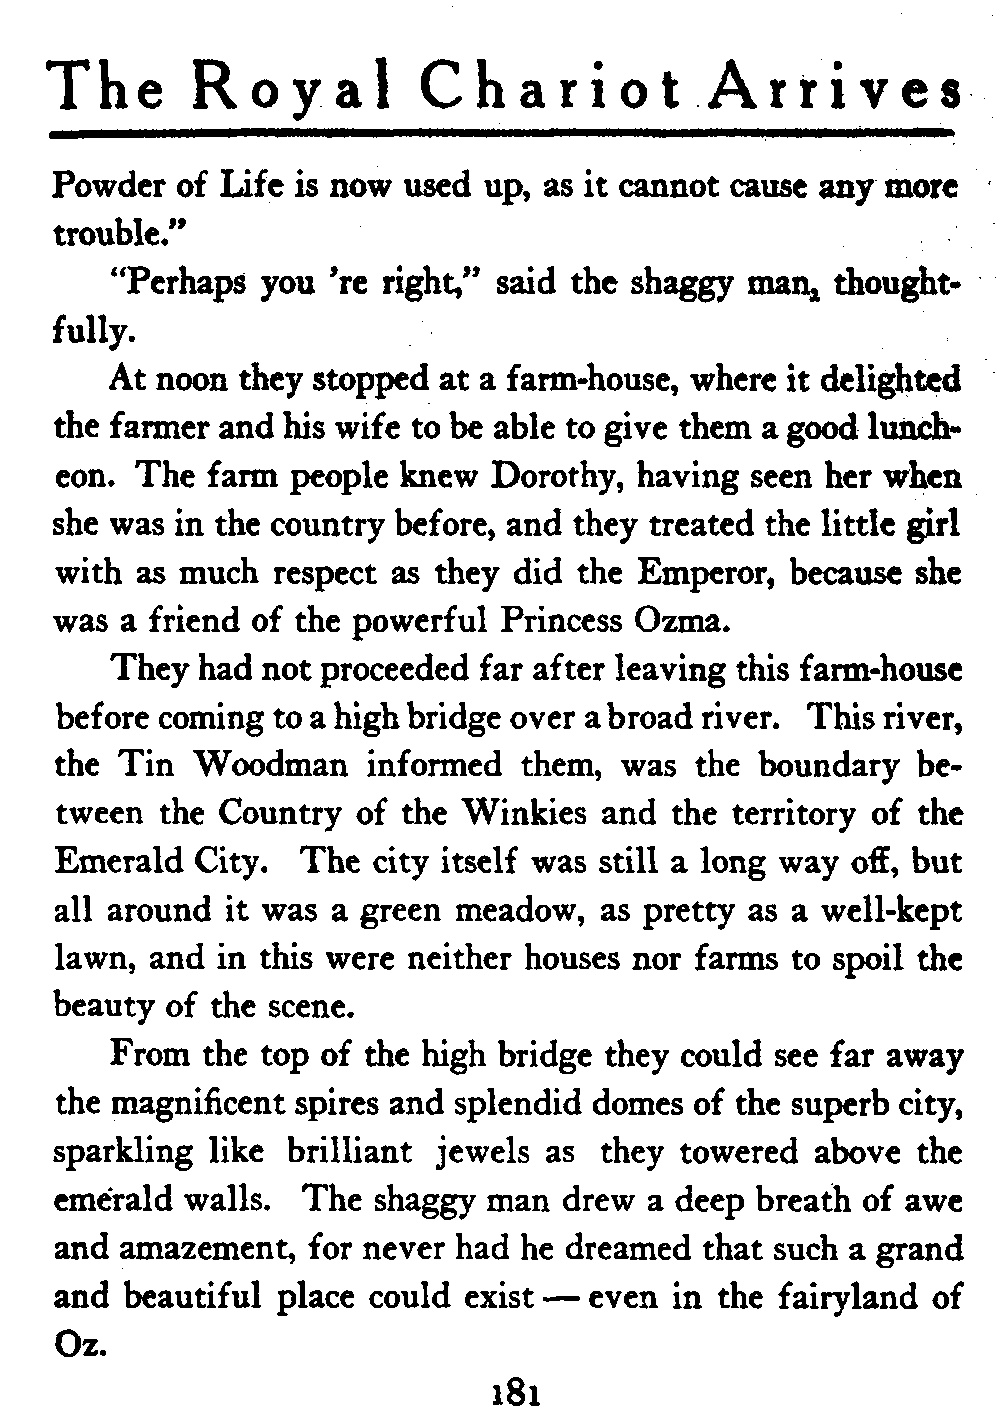 The Royal Chariot Arrives
Powder of Life is now used up, as it cannot cause any more
trouble.”
“Perhaps you ’re right,” said the shaggy man, thought-
fully.
At noon they stopped at a farm-house, where it delighted
the farmer and his wife to be able to give them a good lunch-
eon. The farm people knew Dorothy, having seen her when
she was in the country before, and they treated the little girl
with as much respect as they did the Emperor, because she
was a friend of the powerful Princess Ozma.
They had not proceeded far after leaving this farm-house
before coming to a high bridge over a broad river. This river,
the Tin Woodman informed them, was the boundary be-
tween the Country of the Winkies and the territory of the
Emerald City. The city itself was still a long way off, but
all around it was a green meadow, as pretty as a well-kept
lawn, and in this were neither houses nor farms to spoil the
beauty of the scene.
From the top of the high bridge they could see far away
the magnificent spires and splendid domes of the superb city,
sparkling like brilliant jewels as they towered above the
emerald walls. The shaggy man drew a deep breath of awe
and amazement, for never had he dreamed that such a grand
and beautiful place could exist — even in the fairyland of
Oz.
181